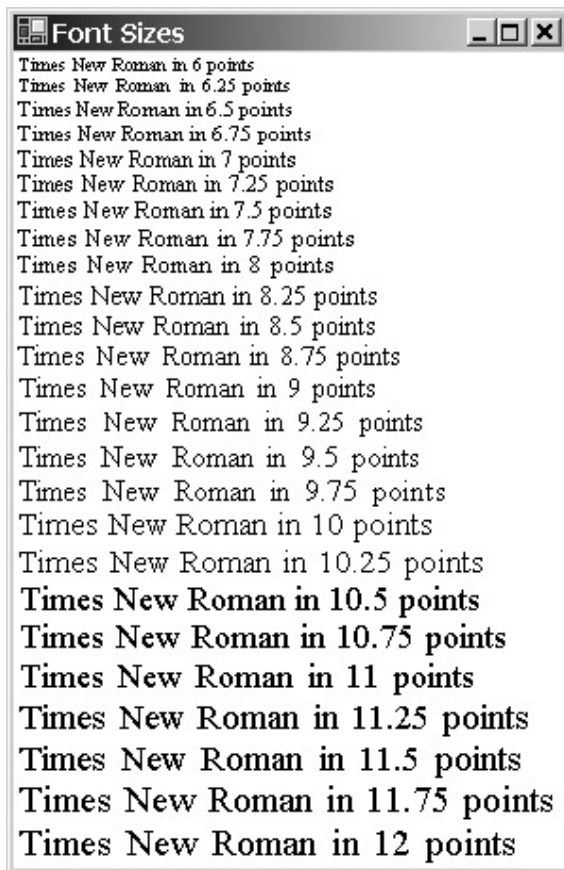 Font Sizes
Times New Roman in 6 points
Times New Roman in 6.25 points
Times New Roman in 6.5 points
Times New Roman in 6.75 points
Times New Roman in 7 points
Times New Roman in 7.25 points
Times New Roman in 7.5 points
Times New Roman in 7.75 points
Times New Roman in 8 points
Times New Roman in 8.25 points
Times New Roman in 8.5 points
Times New Roman in 8.75 points
Times New Roman in 9 points
Times New Roman in 9.25 points
Times New Roman in 9.5 points
Times New Roman in 9.75 points
Times New Roman in 10 points
Times New Roman in 10.25 points
Times New Roman in 10.5 points
Times New Roman in 10.75 points
Times New Roman in 11 points
Times New Roman in 11.25 points
Times New Roman in 11.5 points
Times New Roman in 11.75 points
Times New Roman in 12 points